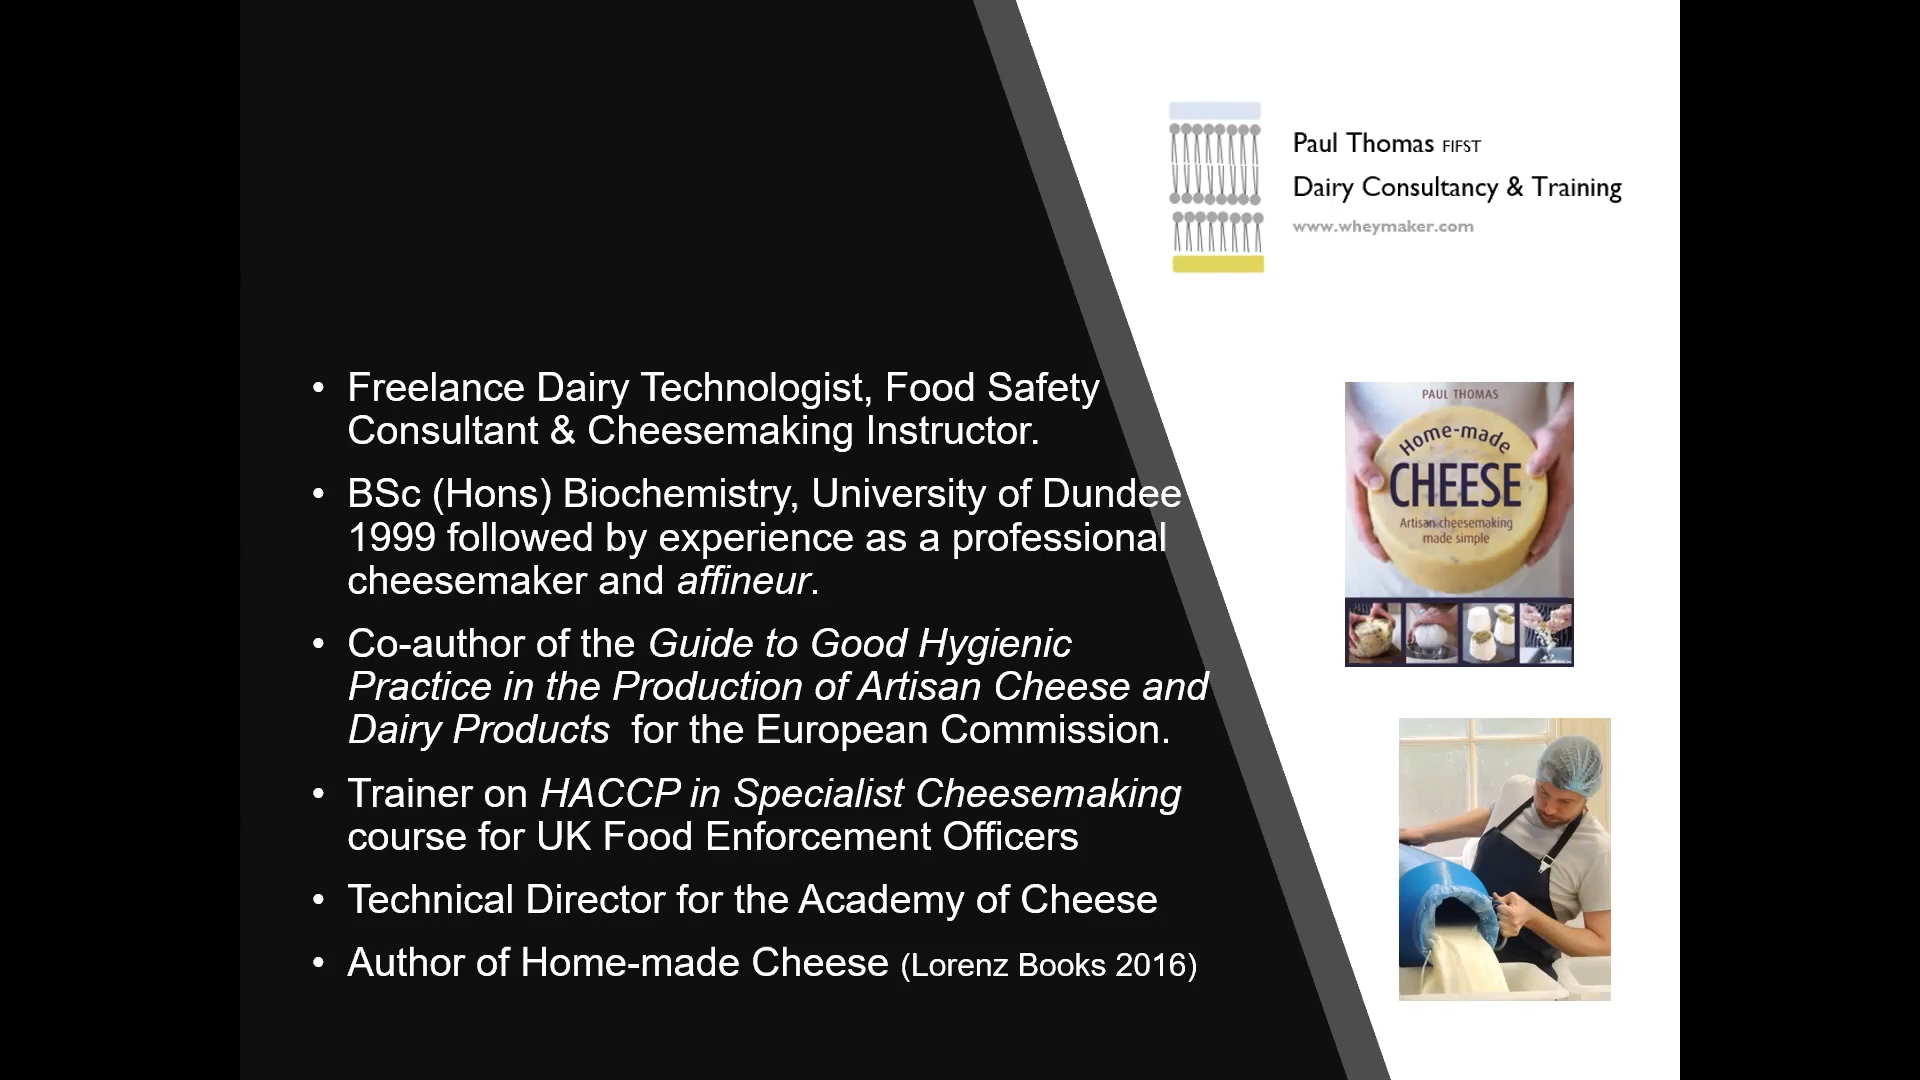 Paul Thomas FIFST
Dairy Consultancy & Training
www.wheymaker.com
• Freelance Dairy Technologist, Food Safety
Consultant & Cheesemaking Instructor.
• BSc (Hons) Biochemistry, University of Dundee
1999 followed by experience as a professional
cheesemaker and affineur.
• Co-author of the Guide to Good Hygienic
Practice in the Production of Artisan Cheese and
Dairy Products for the European Commission.
• Trainer on HACCP in Specialist Cheesemaking
course for UK Food Enforcement Officers
• Technical Director for the Academy of Cheese
• Author of Home-made Cheese (Lorenz Books 2016)
PAUL THOMAS
Home-made
CHEESE
Artisan cheesemaking
made simple